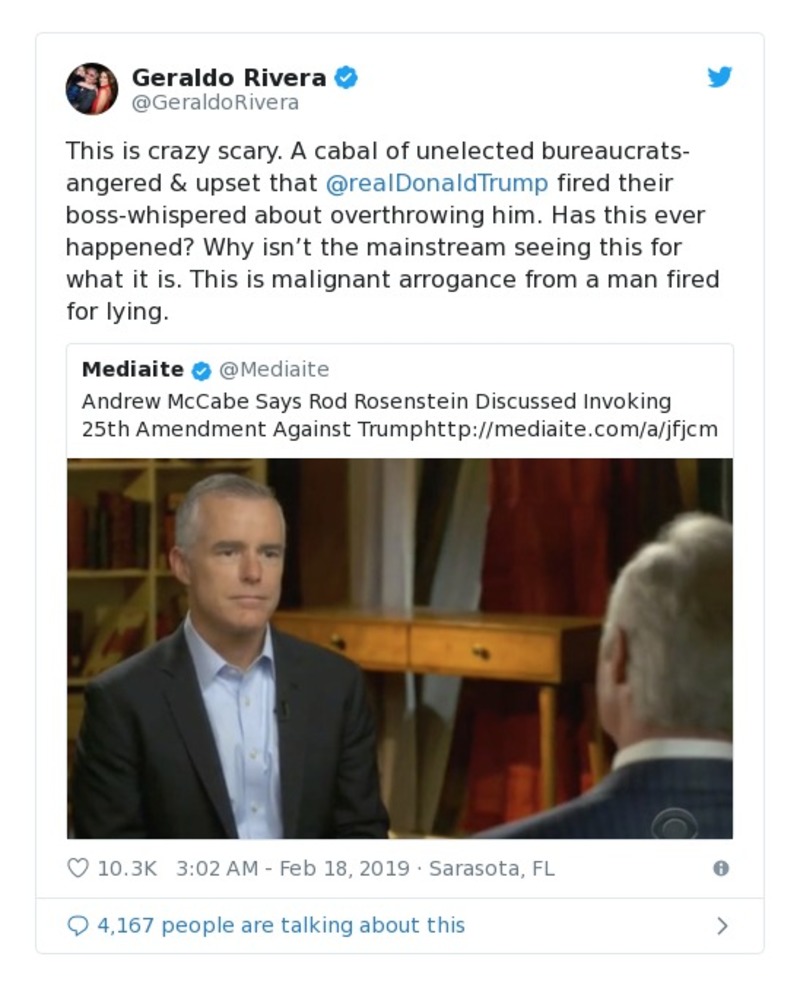 Geraldo Rivera
@GeraldoRivera
This is crazy scary. A cabal of unelected bureaucrats-
angered & upset that @realDonaldTrump fired their
boss-whispered about overthrowing him. Has this ever
happened? Why isn’t the mainstream seeing this for
what it is. This is malignant arrogance from a man fired
for lying.
Mediaite @Mediaite
Andrew McCabe Says Rod Rosenstein Discussed Invoking
25th Amendment Against Trumphttp://mediaite.com/a/jfjcm
10.3K 3:02 AM - Feb 18, 2019 · Sarasota, FL
4,167 people are talking about this